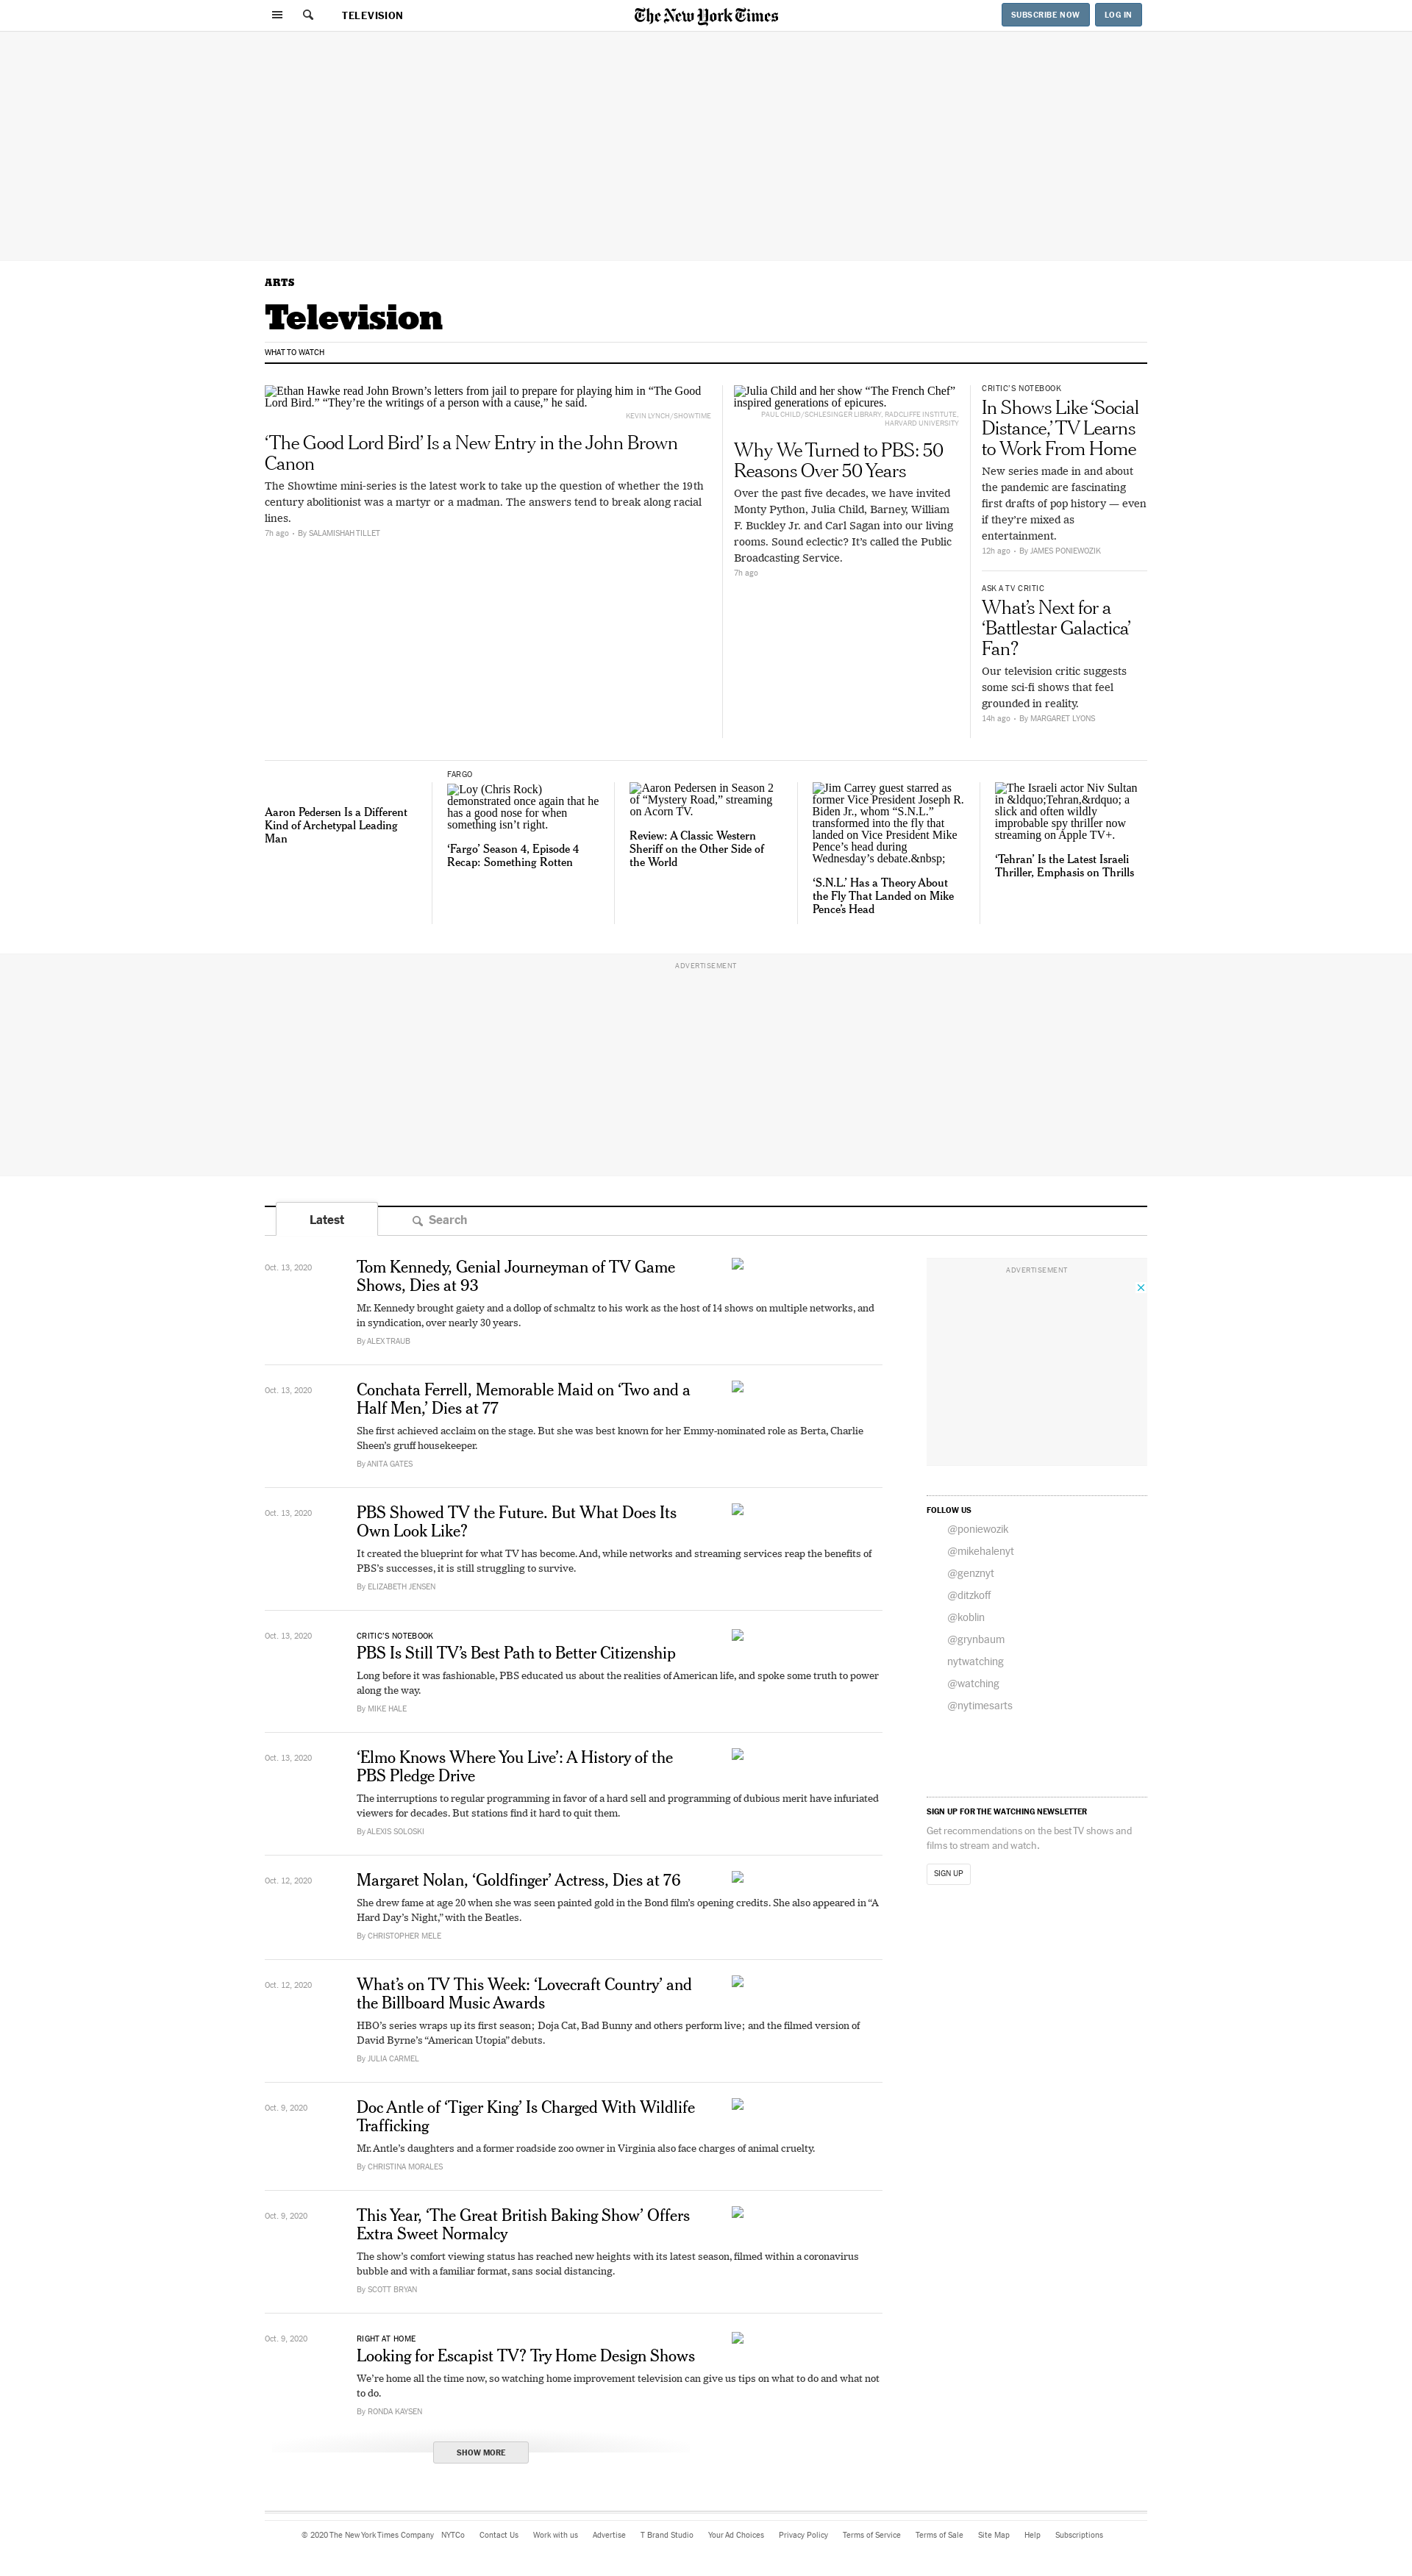 TELEVISION
The New York Times
SUBSCRIBE NOW
LOG IN
ARTS
Television
WHAT TO WATCH
Ethan Hawke read John Brown’s letters from jail to prepare for playing him in “The Good
Lord Bird.” “They’re the writings of a person with a cause,” he said.
KEVIN LYNCH/SHOWTIME
‘The Good Lord Bird’ Is a New Entry in the John Brown
Canon
The Showtime mini-series is the latest work to take up the question of whether the 19th
century abolitionist was a martyr or a madman. The answers tend to break along racial
lines.
7h ago • By SALAMISHAH TILLET
Julia Child and her show “The French Chef”
inspired generations of epicures.
PAUL CHILD/SCHLESINGER LIBRARY, RADCLIFFE INSTITUTE,
HARVARD UNIVERSITY
Why We Turned to PBS: 50
Reasons Over 50 Years
Over the past five decades, we have invited
Monty Python, Julia Child, Barney, William
F. Buckley Jr. and Carl Sagan into our living
rooms. Sound eclectic? It’s called the Public
Broadcasting Service.
7h ago
CRITIC’S NOTEBOOK
In Shows Like ‘Social
Distance,’ TV Learns
to Work From Home
New series made in and about
the pandemic are fascinating
first drafts of pop history — even
if they’re mixed as
entertainment.
12h ago • By JAMES PONIEWOZIK
ASK A TV CRITIC
What’s Next for a
‘Battlestar Galactica’
Fan?
Our television critic suggests
some sci-fi shows that feel
grounded in reality.
14h ago • By MARGARET LYONS
Aaron Pedersen Is a Different
Kind of Archetypal Leading
Man
FARGO
Loy (Chris Rock)
demonstrated once again that he
has a good nose for when
something isn’t right.
‘Fargo’ Season 4, Episode 4
Recap: Something Rotten
Aaron Pedersen in Season 2
of “Mystery Road,” streaming
on Acorn TV.
Review: A Classic Western
Sheriff on the Other Side of
the World
Jim Carrey guest starred as
former Vice President Joseph R.
Biden Jr., whom “S.N.L.”
transformed into the fly that
landed on Vice President Mike
Pence’s head during
Wednesday’s debate.&nbsp;
‘S.N.L.’ Has a Theory About
the Fly That Landed on Mike
Pence’s Head
The Israeli actor Niv Sultan
in &ldquo;Tehran,&rdquo; a
slick and often wildly
improbable spy thriller now
streaming on Apple TV+.
‘Tehran’ Is the Latest Israeli
Thriller, Emphasis on Thrills
ADVERTISEMENT
Latest
Search
Oct. 13, 2020
Tom Kennedy, Genial Journeyman of TV Game
Shows, Dies at 93
Mr. Kennedy brought gaiety and a dollop of schmaltz to his work as the host of 14 shows on multiple networks, and
in syndication, over nearly 30 years.
By ALEX TRAUB
Oct. 13, 2020
Conchata Ferrell, Memorable Maid on ‘Two and a
Half Men,’ Dies at 77
She first achieved acclaim on the stage. But she was best known for her Emmy-nominated role as Berta, Charlie
Sheen’s gruff housekeeper.
By ANITA GATES
Oct. 13, 2020
PBS Showed TV the Future. But What Does Its
Own Look Like?
It created the blueprint for what TV has become. And, while networks and streaming services reap the benefits of
PBS’s successes, it is still struggling to survive.
By ELIZABETH JENSEN
Oct. 13, 2020
CRITIC’S NOTEBOOK
PBS Is Still TV’s Best Path to Better Citizenship
Long before it was fashionable, PBS educated us about the realities of American life, and spoke some truth to power
along the way.
By MIKE HALE
Oct. 13, 2020
‘Elmo Knows Where You Live’: A History of the
PBS Pledge Drive
The interruptions to regular programming in favor of a hard sell and programming of dubious merit have infuriated
viewers for decades. But stations find it hard to quit them.
By ALEXIS SOLOSKI
Oct. 12, 2020
Margaret Nolan, ‘Goldfinger’ Actress, Dies at 76
She drew fame at age 20 when she was seen painted gold in the Bond film’s opening credits. She also appeared in “A
Hard Day’s Night,” with the Beatles.
By CHRISTOPHER MELE
Oct. 12, 2020
What’s on TV This Week: ‘Lovecraft Country’ and
the Billboard Music Awards
HBO’s series wraps up its first season; Doja Cat, Bad Bunny and others perform live; and the filmed version of
David Byrne’s “American Utopia” debuts.
By JULIA CARMEL
Oct. 9, 2020
Doc Antle of ‘Tiger King’ Is Charged With Wildlife
Trafficking
Mr. Antle’s daughters and a former roadside zoo owner in Virginia also face charges of animal cruelty.
By CHRISTINA MORALES
Oct. 9, 2020
This Year, ‘The Great British Baking Show’ Offers
Extra Sweet Normalcy
The show’s comfort viewing status has reached new heights with its latest season, filmed within a coronavirus
bubble and with a familiar format, sans social distancing.
By SCOTT BRYAN
Oct. 9, 2020
RIGHT AT HOME
Looking for Escapist TV? Try Home Design Shows
We’re home all the time now, so watching home improvement television can give us tips on what to do and what not
to do.
By RONDA KAYSEN
SHOW MORE
ADVERTISEMENT
FOLLOW US
@poniewozik
@mikehalenyt
@genznyt
@ditzkoff
@koblin
@grynbaum
nytwatching
@watching
@nytimesarts
SIGN UP FOR THE WATCHING NEWSLETTER
Get recommendations on the best TV shows and
films to stream and watch.
SIGN UP
© 2020 The New York Times Company NYTCo Contact Us Work with us Advertise T Brand Studio Your Ad Choices Privacy Policy Terms of Service Terms of Sale Site Map Help Subscriptions